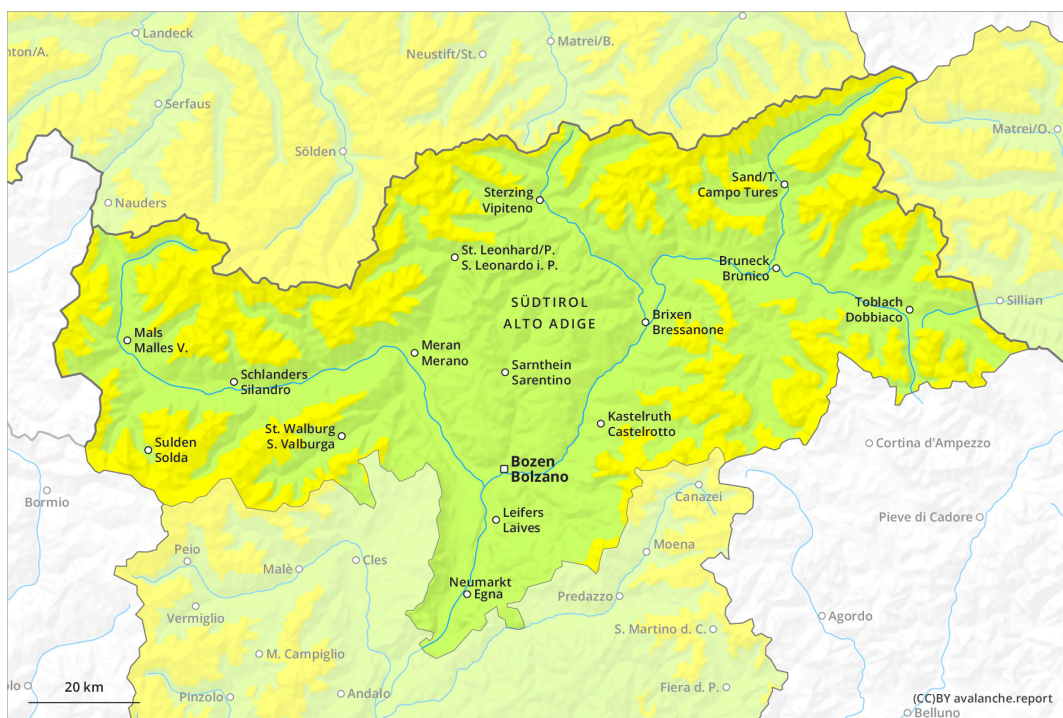 Landeck
nton/A.
Neustift/St.
Matrei/B.
Serfaus
Sölden
Matrei/O.
Nauders
Sterzing
Vipiteno
Sand/T.
Campo Tures
St. Leonhard/P.
S. Leonardo i. P.
Bruneck
Brunico
SÜDTIROL
ALTO ADIGE
Toblach
Dobbiaco
Sillian
Mals
Malles V.
Brixen
Bressanone
Meran
Merano
Sarnthein
Sarentino
Schlanders
Silandro
St. Walburg
S. Valburga
Kastelruth
Castelrotto
Sulden
Solda
Cortina d'Ampezzo
Bozen
Bolzano
Bormio
Canazei
Leifers
Laives
Pieve di Cadore
Peio
Malè
Cles
Moena
Neumarkt
Egna
Predazzo
Vermiglio
Agordo
S. Martino d. C.
M. Campiglio
olo
20 km
Pinzolo
Andalo
Fiera d. P.
(CC)BY avalanche.report
Belluno